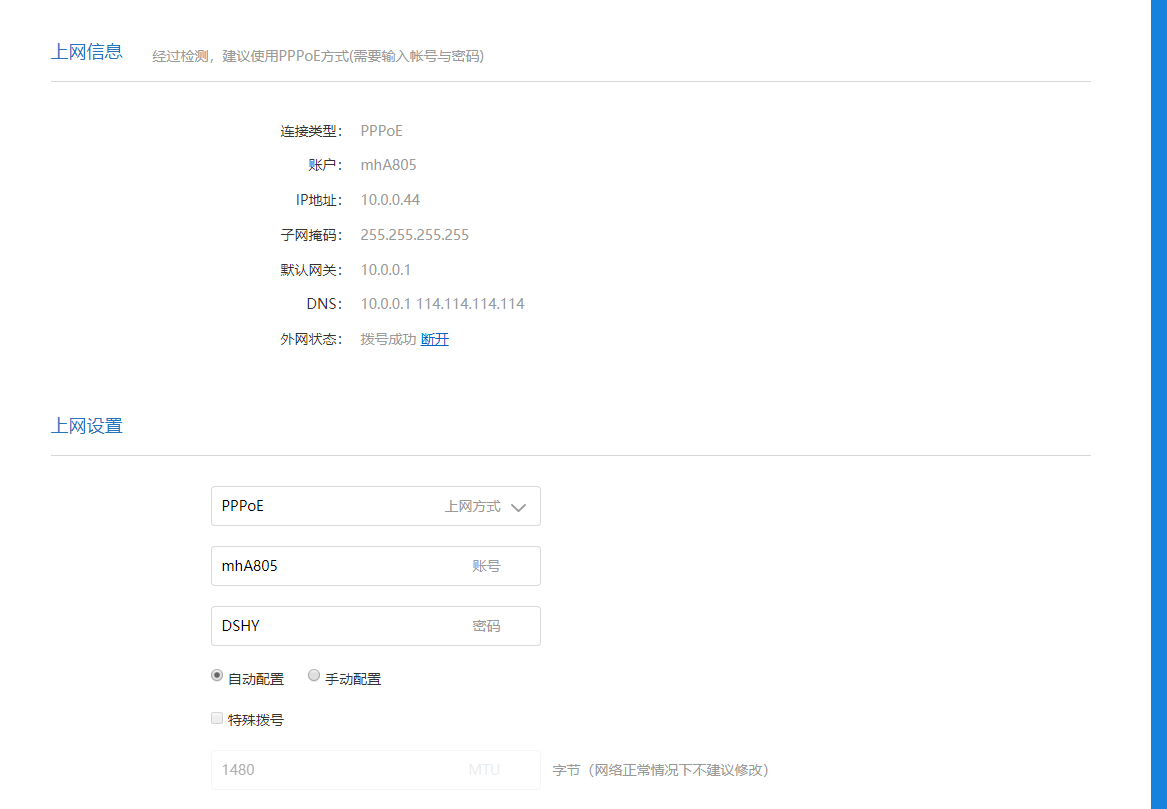 上网信息 经过检测，建议使用PPPoE方式(需要输入帐号与密码)
连接类型： PPPoE
账户： mhA805
IP地址： 10.0.0.44
子网掩码： 255.255.255.255
默认网关： 10.0.0.1
DNS： 10.0.0.1 114.114.114.114
外网状态： 拨号成功 断开
上网设置
PPPoE 上网方式
mhA805 账号
DSHY 密码
自动配置 手动配置
特殊拨号
1480 MTU 字节（网络正常情况下不建议修改）